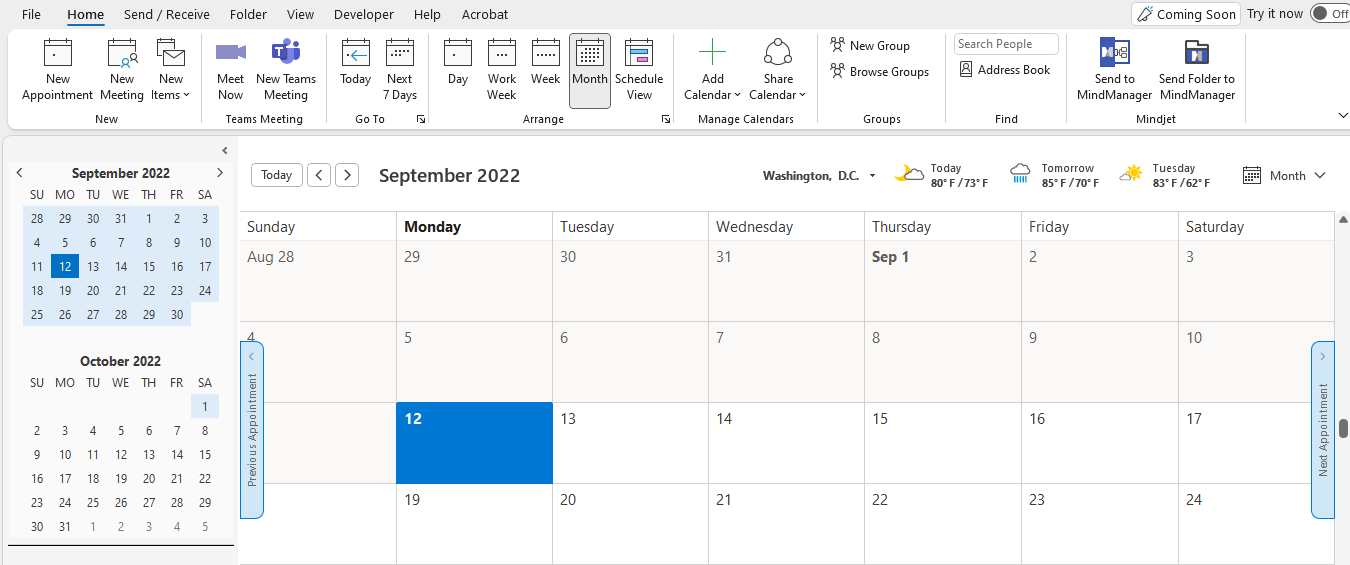 File Home Send / Receive Folder View Developer Help Acrobat Coming Soon Try it now Off
New Appointment
New Meeting
New Items
Meet Now
New Teams Meeting
Today
Next 7 Days
Day
Work Week
Week
Month
Schedule View
Add Calendar
Share Calendar
New Group
Browse Groups
Search People
Address Book
Send to MindManager
Send Folder to MindManager
New Teams Meeting Go To Arrange Manage Calendars Groups Find Mindjet
September 2022
SU MO TU WE TH FR SA
28 29 30 31 1 2 3
4 5 6 7 8 9 10
11 12 13 14 15 16 17
18 19 20 21 22 23 24
25 26 27 28 29 30
October 2022
SU MO TU WE TH FR SA
1
2 3 4 5 6 7 8
9 10 11 12 13 14 15
16 17 18 19 20 21 22
23 24 25 26 27 28 29
30 31 1 2 3 4 5
Today September 2022 Washington, D.C.
Today
80° F / 73° F
Tomorrow
85° F / 70° F
Tuesday
83° F / 62° F
Month
Sunday Monday Tuesday Wednesday Thursday Friday Saturday
Aug 28 29 30 31 Sep 1 2 3
4 5 6 7 8 9 10
12 13 14 15 16 17
19 20 21 22 23 24
Previous Appointment
Next Appointment